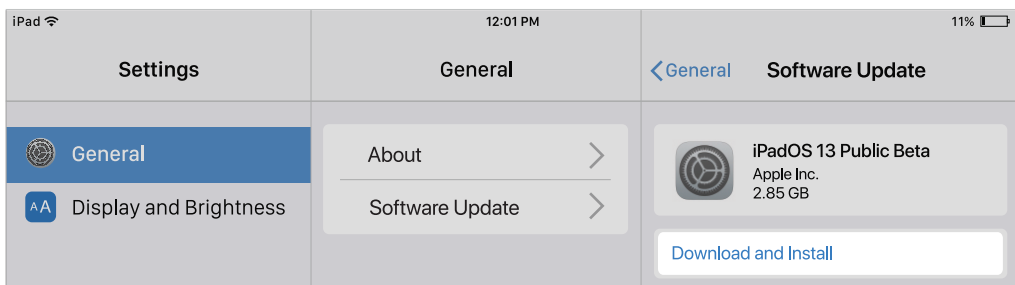 iPad 12:01 PM 11%
Settings General General Software Update
General
Display and Brightness
About
Software Update
iPadOS 13 Public Beta
Apple Inc.
2.85 GB
Download and Install
AA